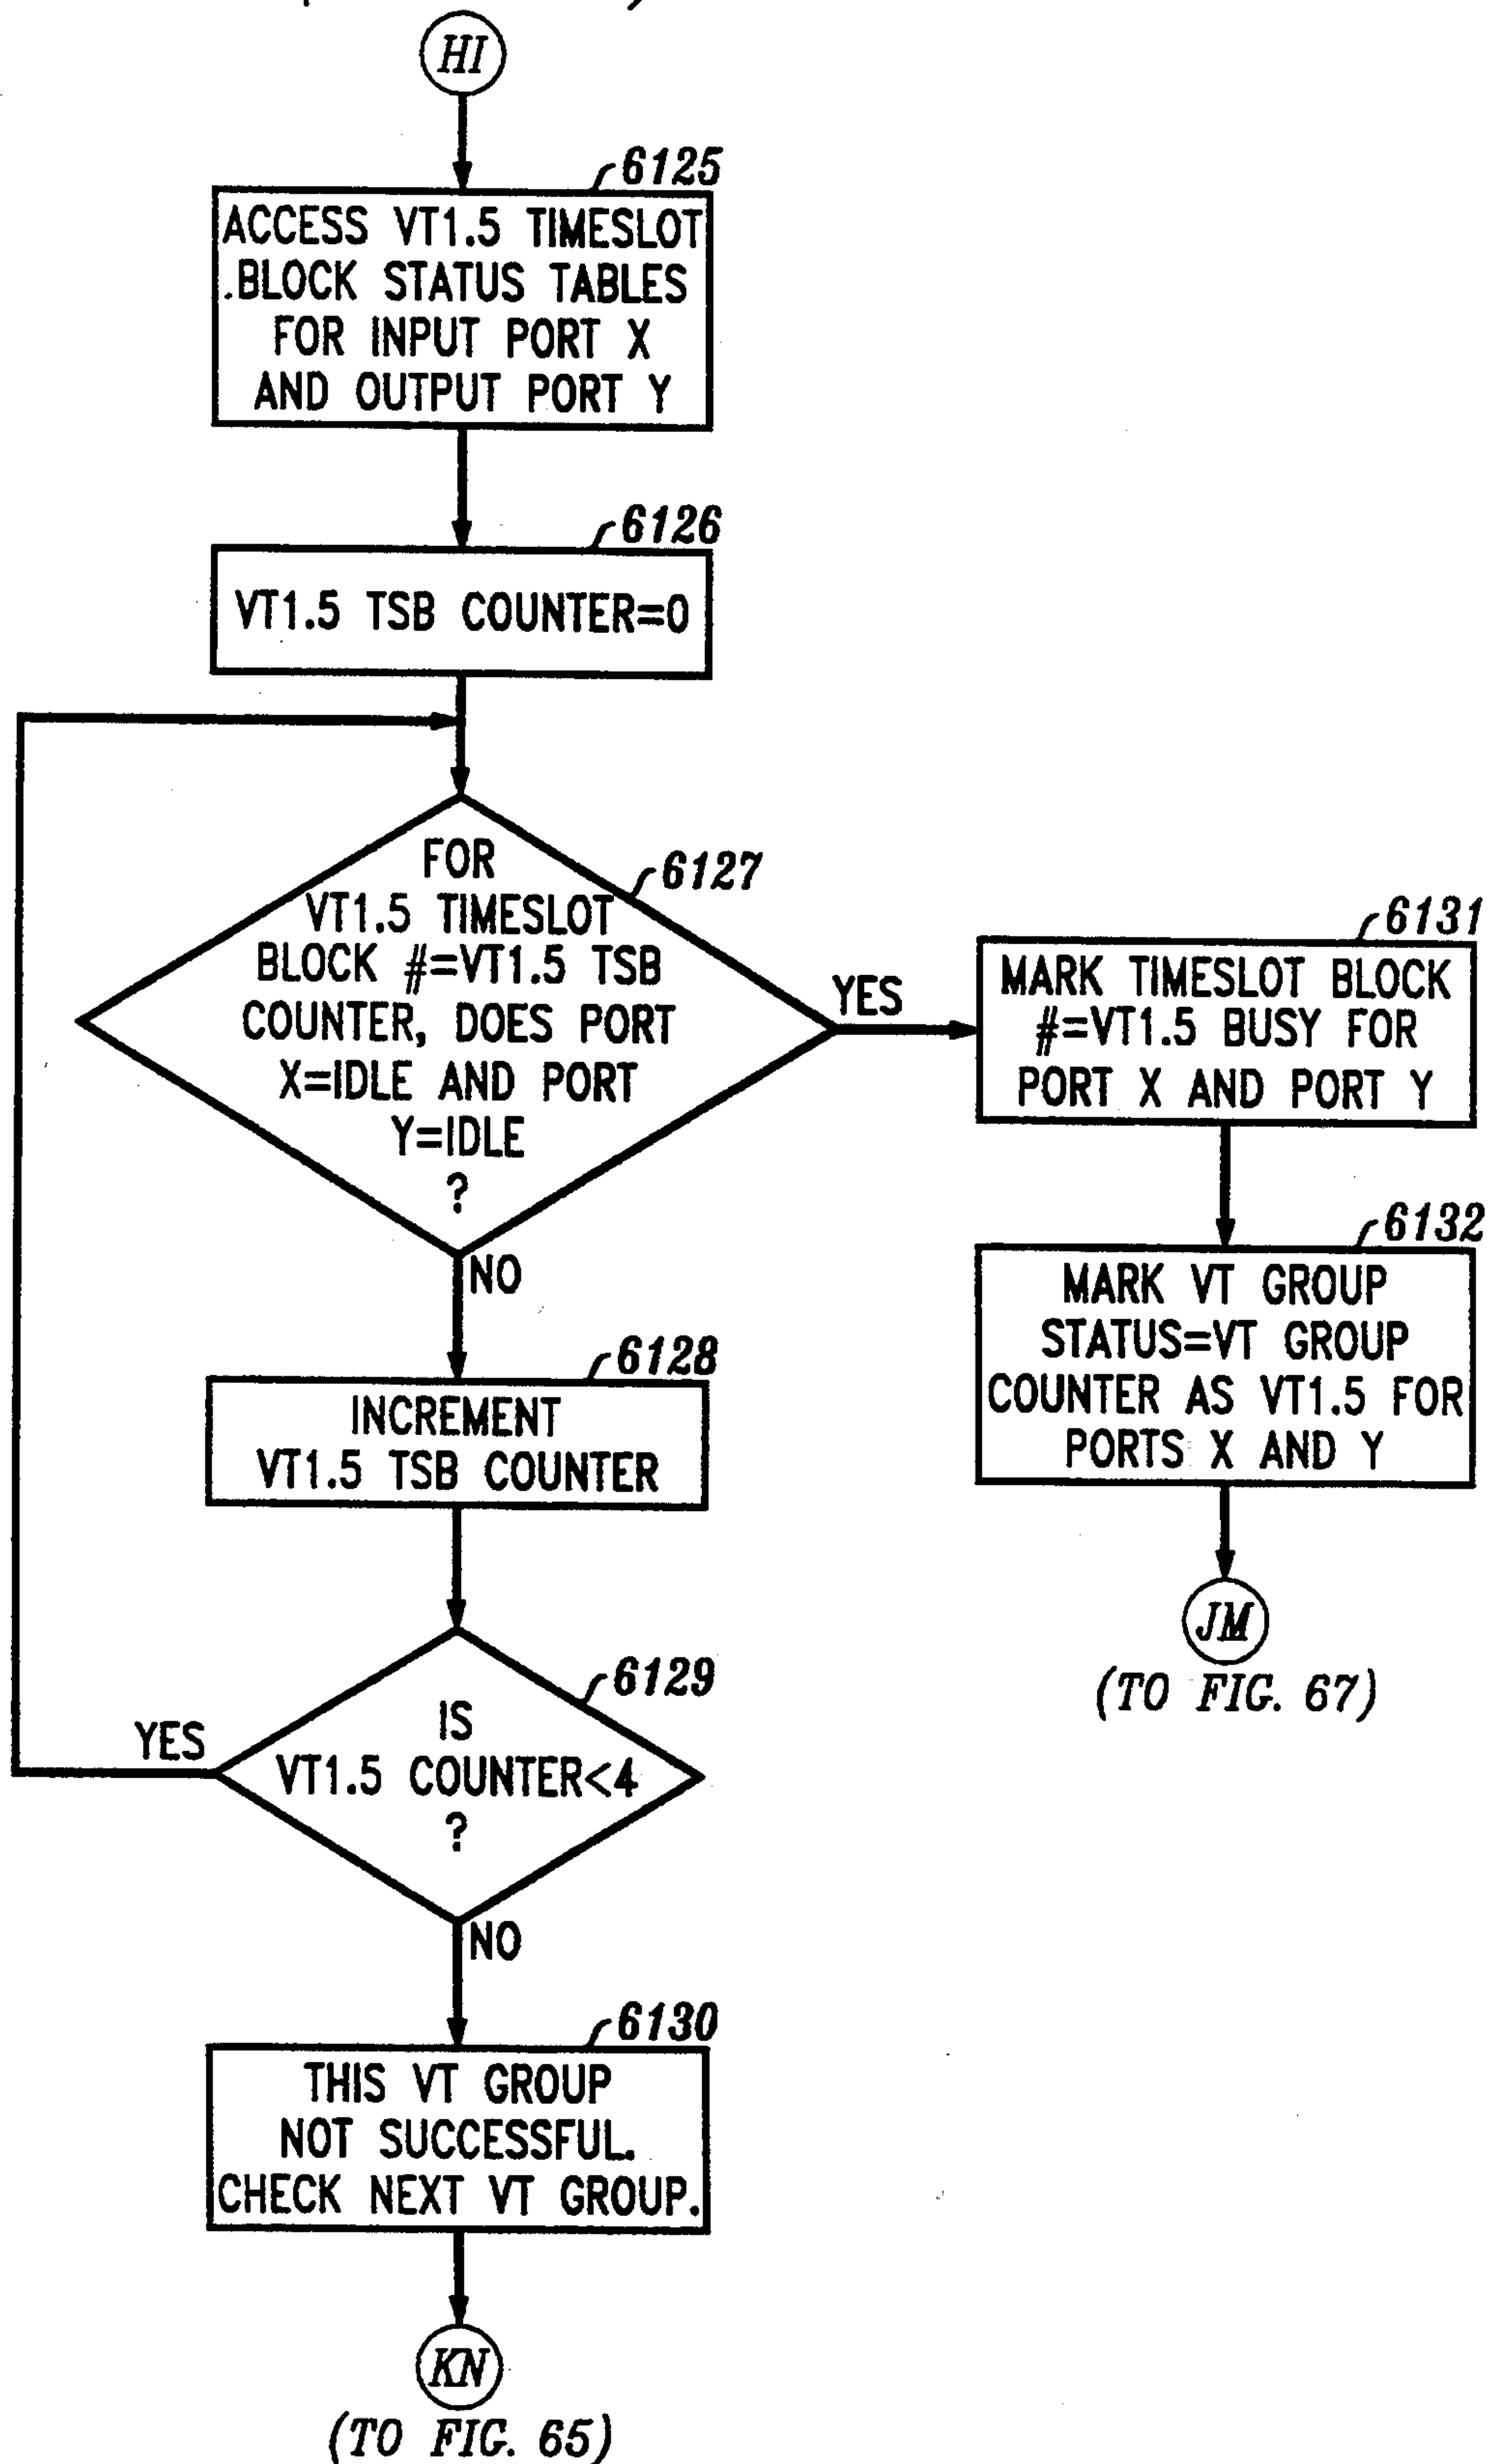 HI
6125
ACCESS VT1.5 TIMESLOT
BLOCK STATUS TABLES
FOR INPUT PORT X
AND OUTPUT PORT Y
6126
VT1.5 TSB COUNTER=0
6127
FOR
VT1.5 TIMESLOT
BLOCK #=VT1.5 TSB
COUNTER, DOES PORT
X=IDLE AND PORT
Y=IDLE
?
YES
NO
6131
MARK TIMESLOT BLOCK
#=VT1.5 BUSY FOR
PORT X AND PORT Y
6132
MARK VT GROUP
STATUS=VT GROUP
COUNTER AS VT1.5 FOR
PORTS X AND Y
JM
(TO FIG. 67)
6128
INCREMENT
VT1.5 TSB COUNTER
6129
IS
VT1.5 COUNTER<4
?
YES
NO
6130
THIS VT GROUP
NOT SUCCESSFUL.
CHECK NEXT VT GROUP.
KN
(TO FIG. 65)